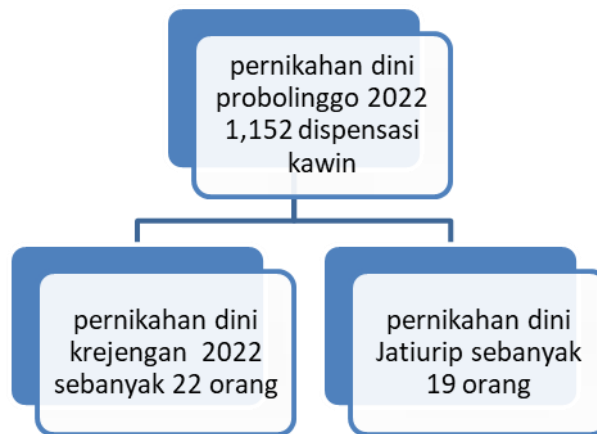 pernikahan dini
probolinggo 2022
1,152 dispensasi
kawin
pernikahan dini
krejengan 2022
sebanyak 22 orang
pernikahan dini
Jatiurip sebanyak
19 orang